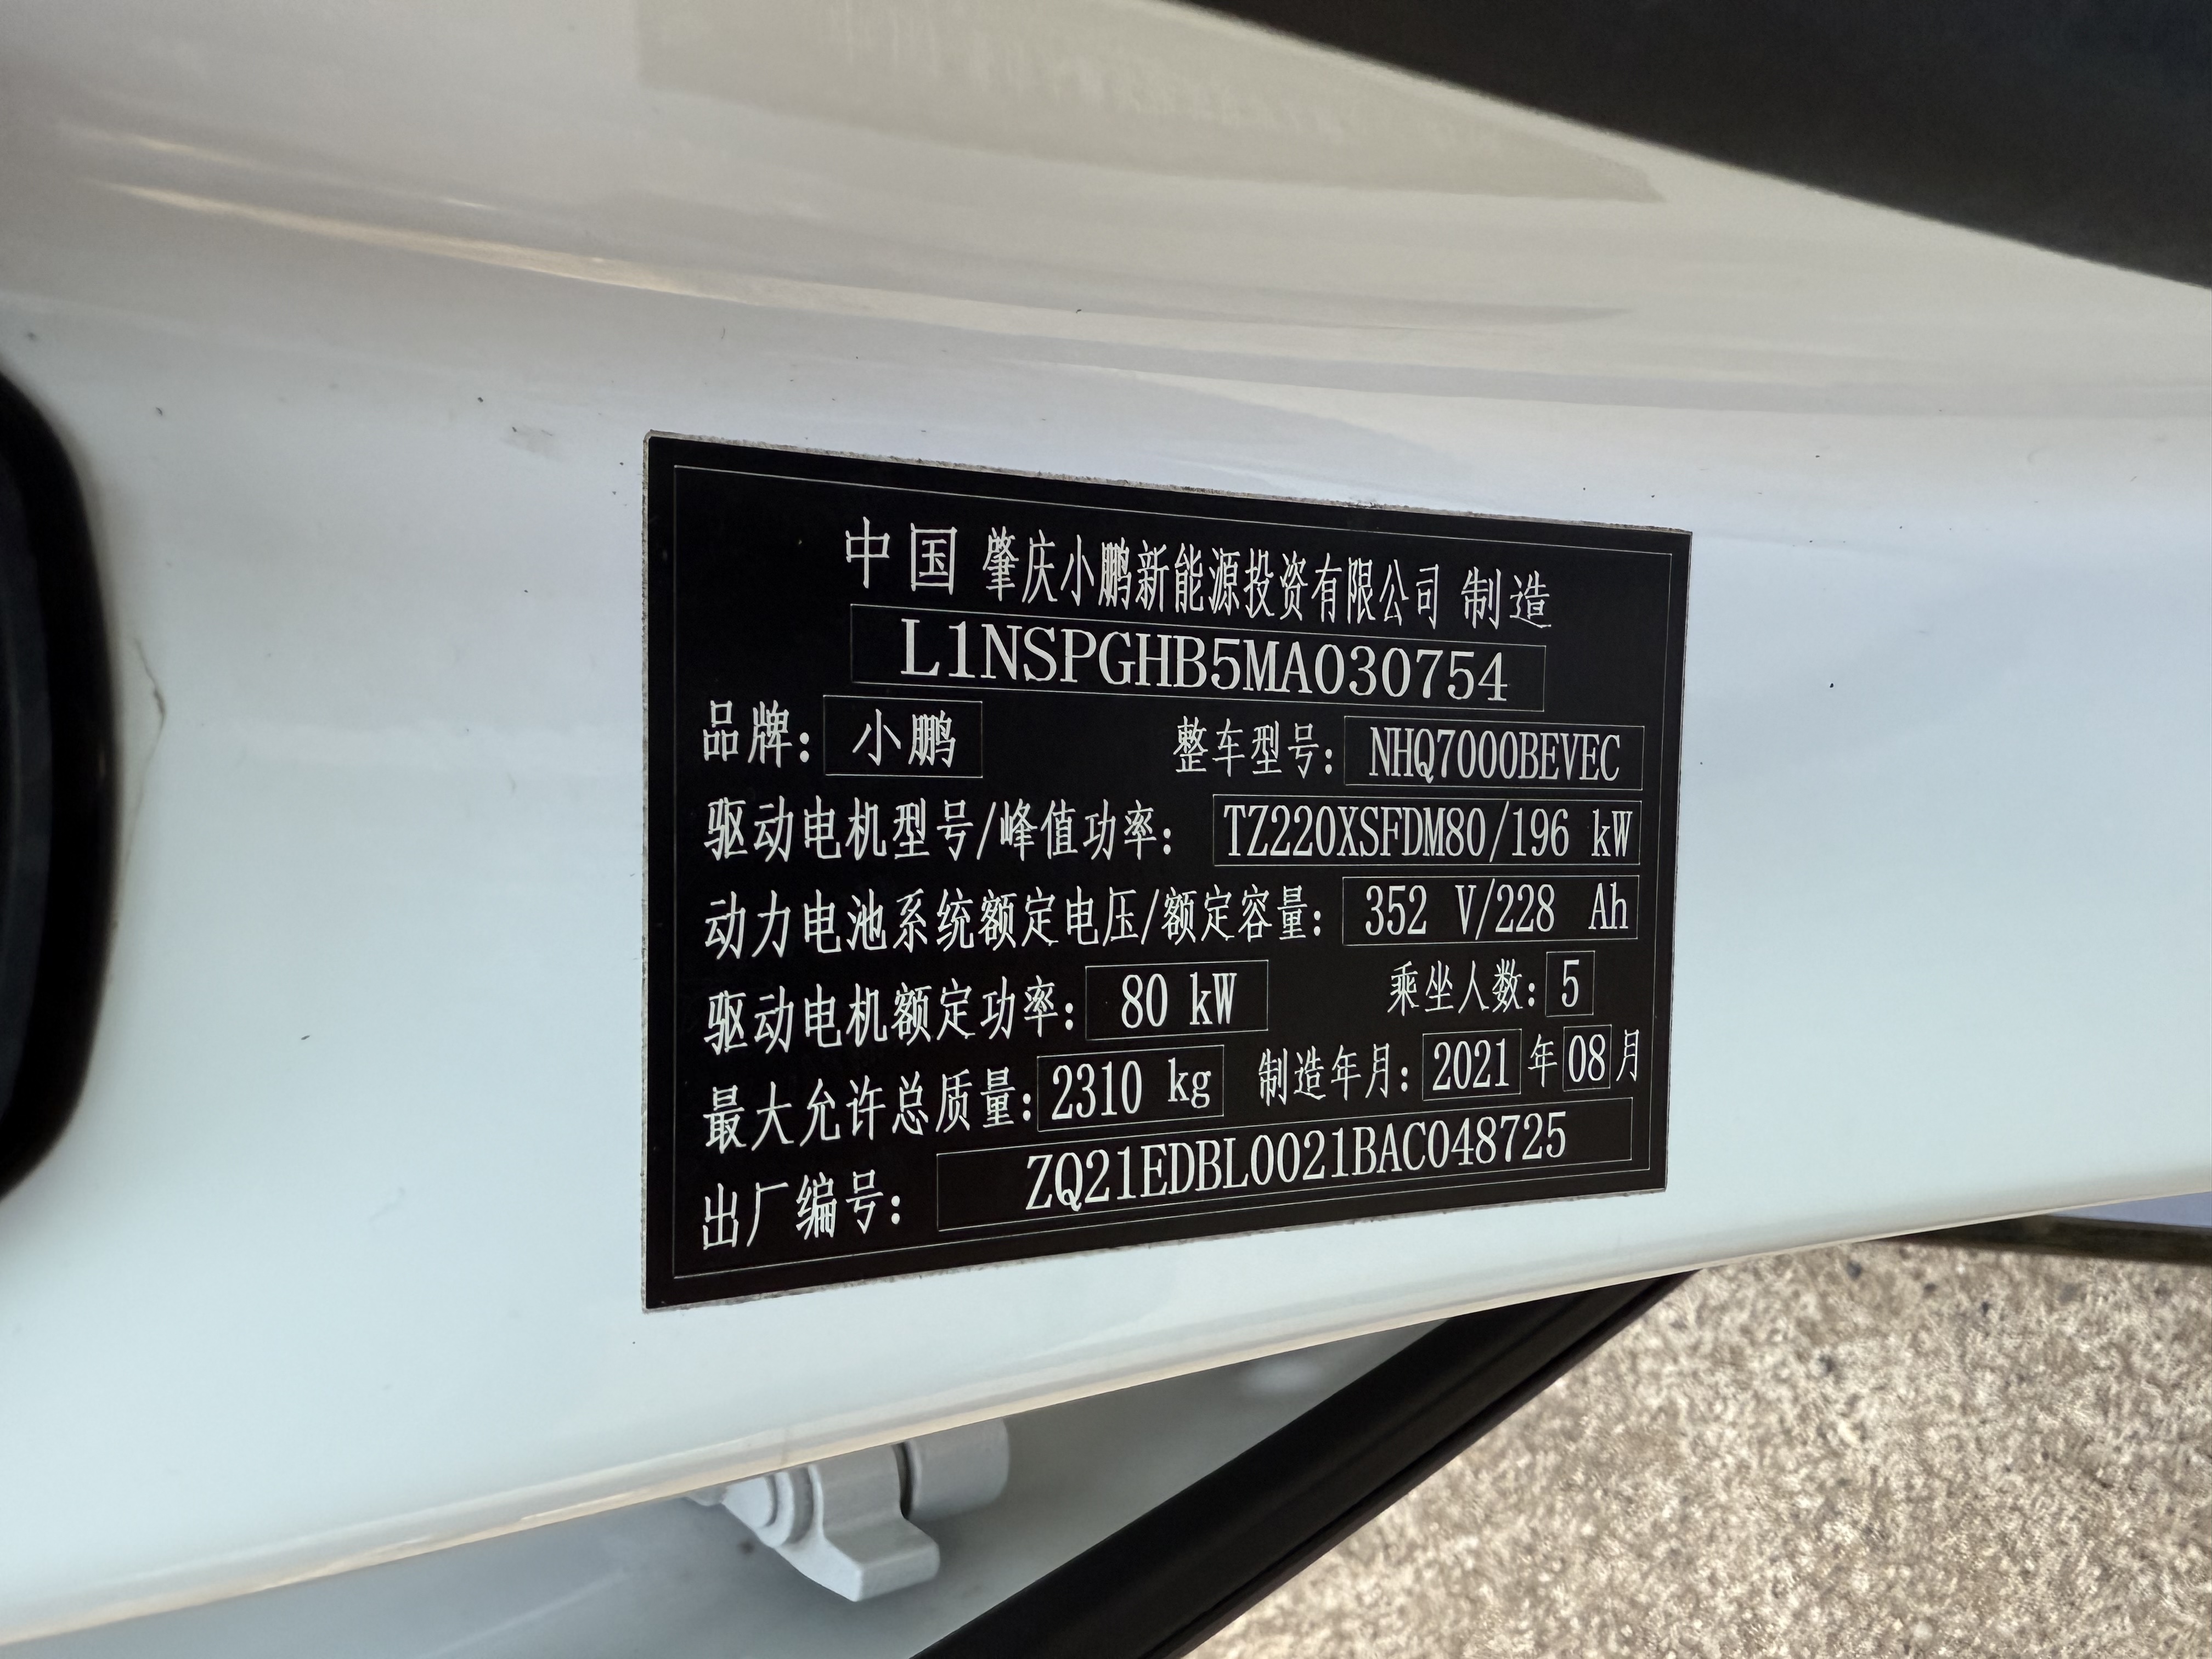 中国 肇庆小鹏新能源投资有限公司 制造
L1NSPGHB5MA030754
品牌: 小鹏 整车型号: NHQ7000BEVEC
驱动电机型号/峰值功率: TZ220XSFDM80/196 kW
动力电池系统额定电压/额定容量: 352 V/228 Ah
驱动电机额定功率: 80 kW 乘坐人数: 5
最大允许总质量: 2310 kg 制造年月: 2021 年 08 月
出厂编号: ZQ21EDBL0021BAC048725